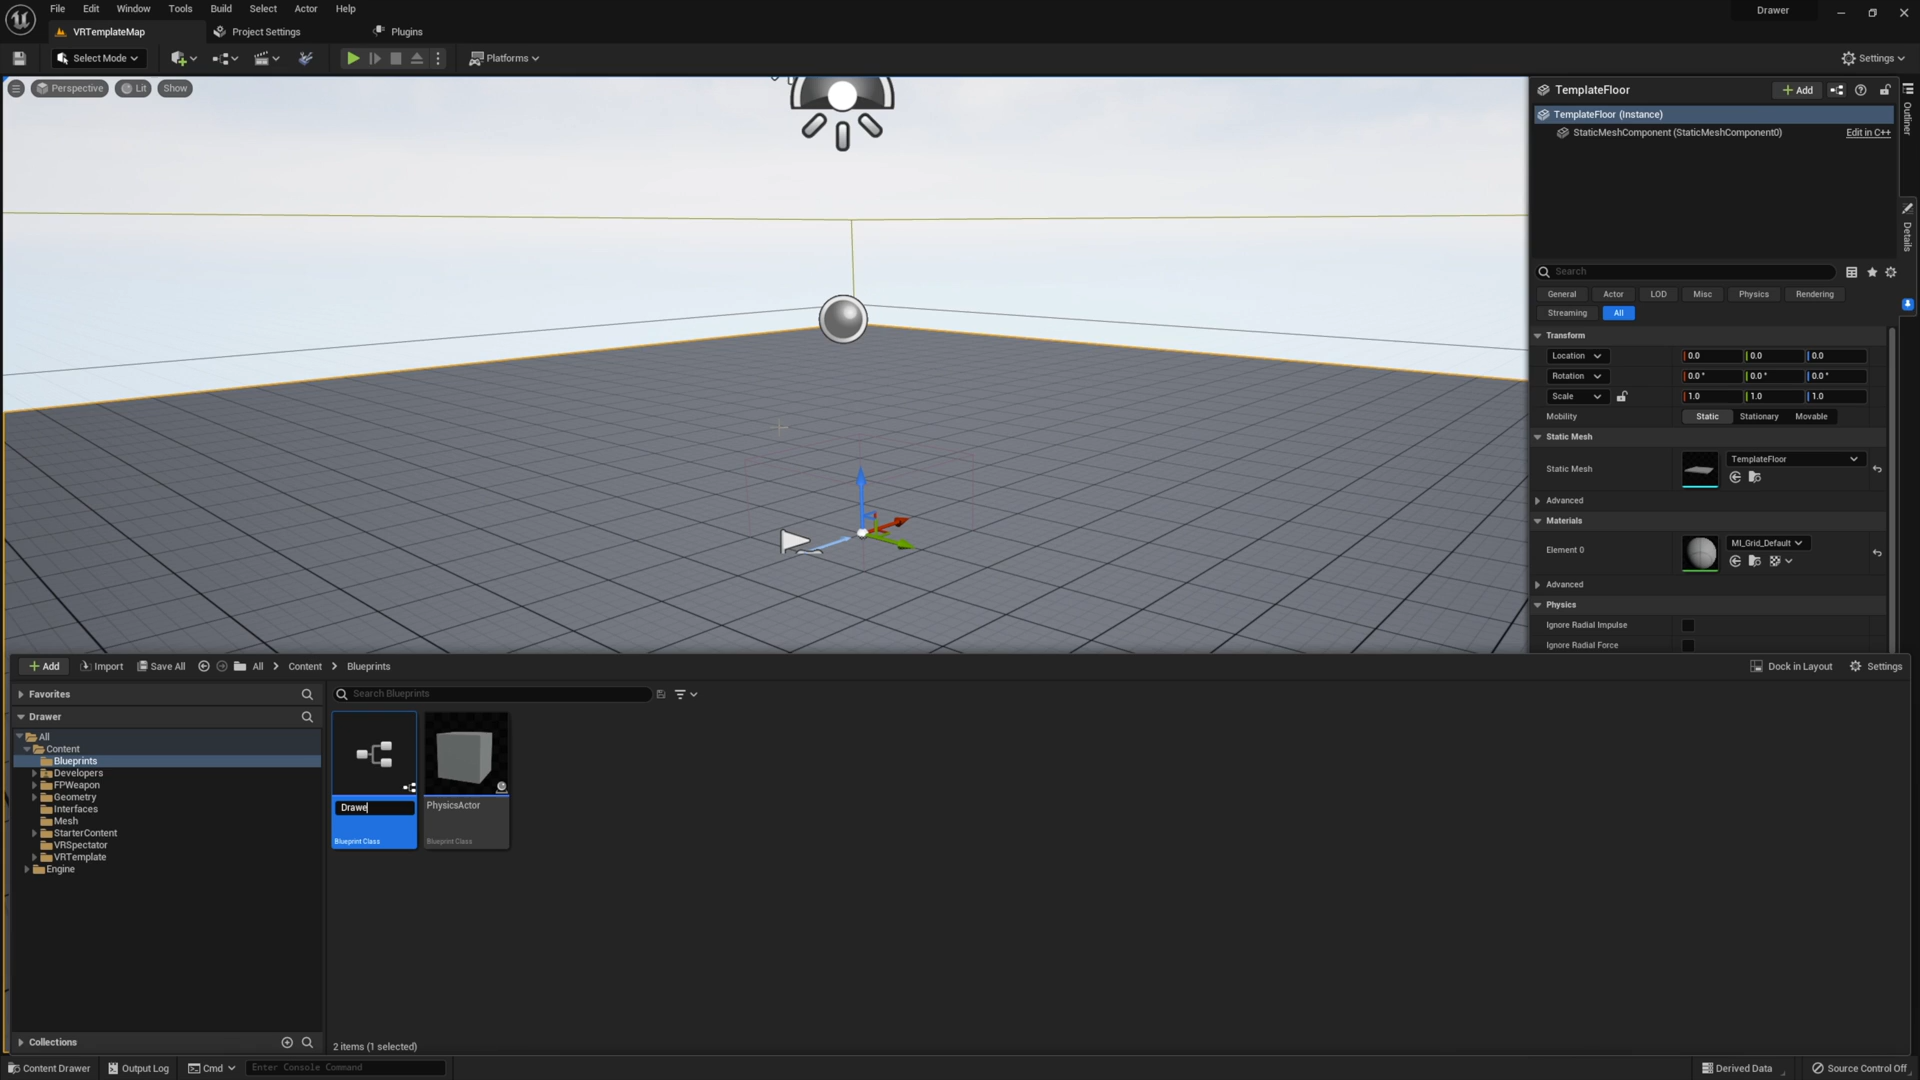 File Edit Window Tools Build Select Actor Help
Drawer
VRTemplateMap Project Settings Plugins
Select Mode Platforms Settings
Perspective Lit Show
TemplateFloor + Add
TemplateFloor (Instance)
StaticMeshComponent (StaticMeshComponent0) Edit in C++
Outliner
Details
Search
General Actor LOD Misc Physics Rendering
Streaming All
Transform
Location 0.0 0.0 0.0
Rotation 0.0 ° 0.0 ° 0.0 °
Scale 1.0 1.0 1.0
Mobility Static Stationary Movable
Static Mesh
Static Mesh TemplateFloor
Advanced
Materials
Element 0 MI_Grid_Default
Advanced
Physics
Ignore Radial Impulse
Ignore Radial Force
+ Add Import Save All All > Content > Blueprints Dock in Layout Settings
Favorites
Drawer
All
Content
Blueprints
Developers
FPWeapon
Geometry
Interfaces
Mesh
StarterContent
VRSpectator
VRTemplate
Engine
Collections
Search Blueprints
Drawe
Blueprint Class
PhysicsActor
Blueprint Class
2 items (1 selected)
Content Drawer Output Log Cmd Enter Console Command Derived Data Source Control Off